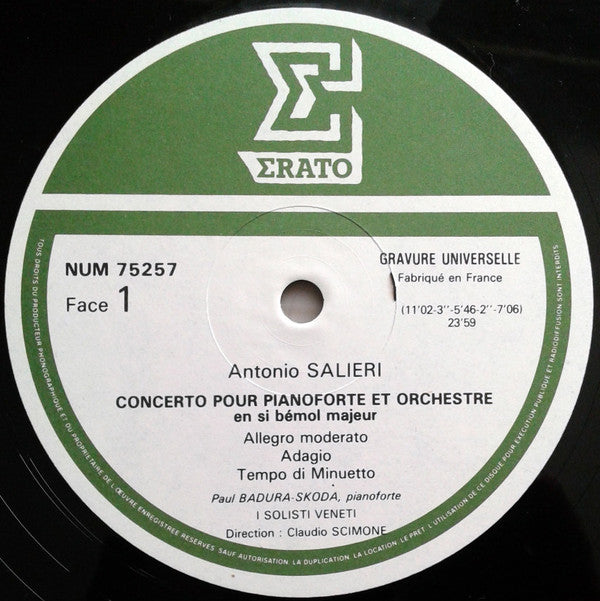 ΣRATO
NUM 75257
Face 1
GRAVURE UNIVERSELLE
Fabriqué en France
(11'02-3"-5'46-2"-7'06)
23'59
Antonio SALIERI
CONCERTO POUR PIANOFORTE ET ORCHESTRE
en si bémol majeur
Allegro moderato
Adagio
Tempo di Minuetto
Paul BADURA-SKODA, pianoforte
I SOLISTI VENETI
Direction : Claudio SCIMONE
TOUS DROITS DU PRODUCTEUR PHONOGRAPHIQUE ET DU PROPRIETAIRE DE L'ŒUVRE ENREGISTREE RESERVES SAUF AUTORISATION. LA DUPLICATION, LA LOCATION, LE PRET, L'UTILISATION DE CE DISQUE POUR EXECUTION PUBLIQUE ET RADIODIFFUSION SONT INTERDITS